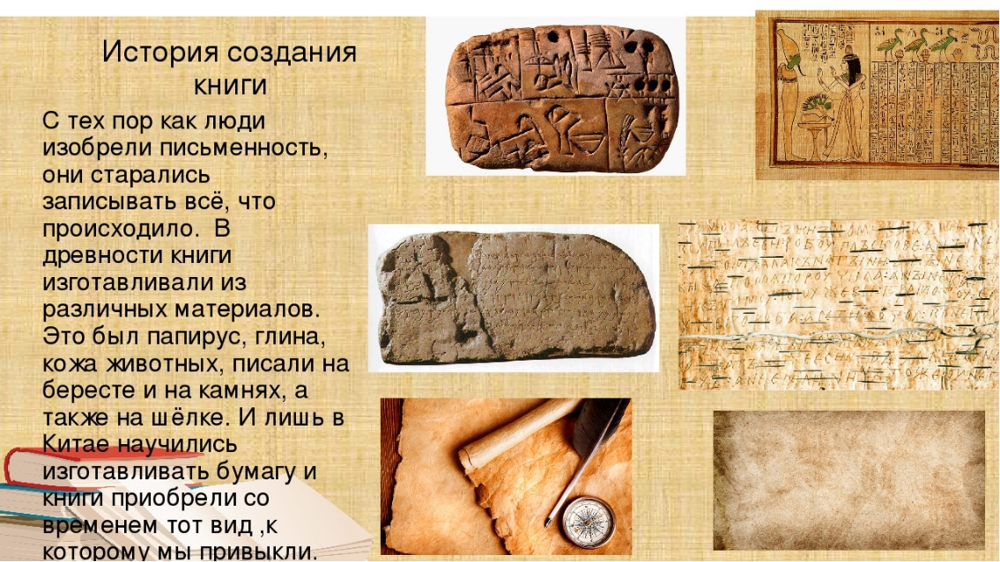 История создания
книги
С тех пор как люди
изобрели письменность,
они старались
записывать всё, что
происходило.  В
древности книги
изготавливали из
различных материалов.
Это был папирус, глина,
кожа животных, писали на
бересте и на камнях, а
также на шёлке. И лишь в
Китае научились
изготавливать бумагу и
книги приобрели со
временем тот вид ,к
которому мы привыкли.